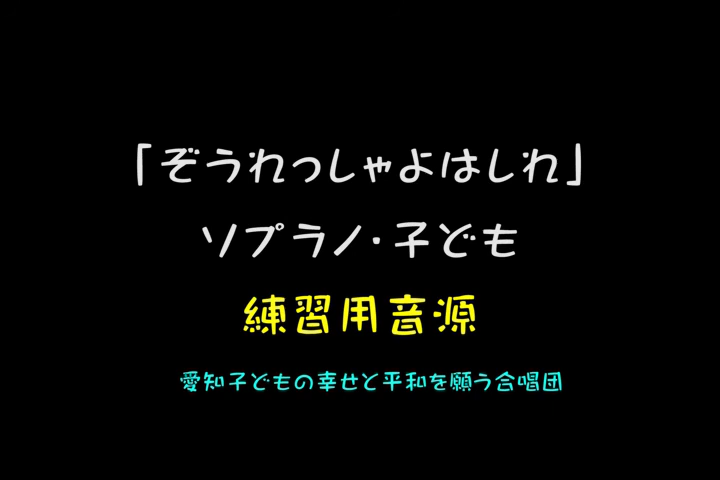 「ぞうれっしゃよはしれ」
ソプラノ・子ども
練習用音源
愛知子どもの幸せと平和を願う合唱団